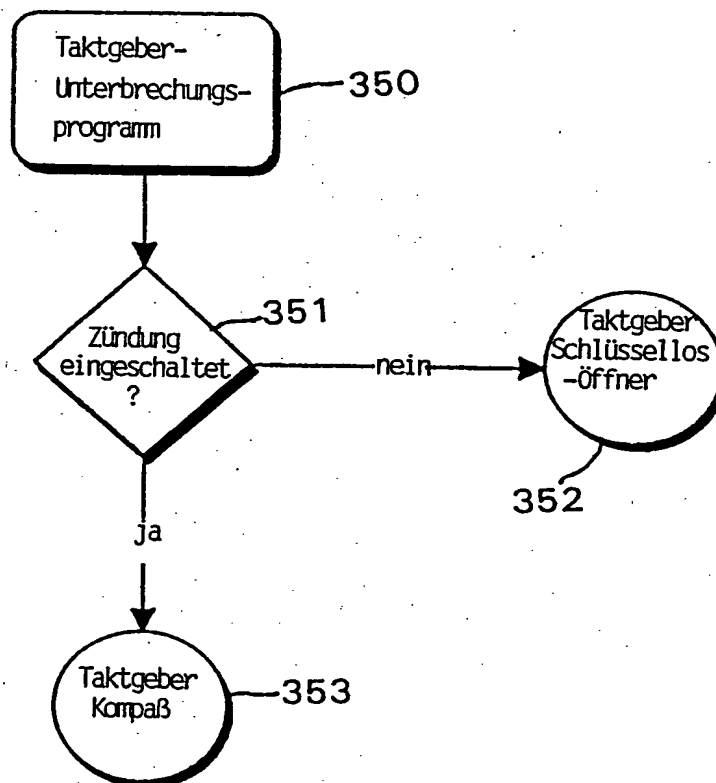 Taktgeber-
Unterbrechungs-
programm
350
351
Zündung
eingeschaltet
?
nein
Taktgeber
Schlüssellos
-Öffner
352
ja
Taktgeber
Kompaß
353